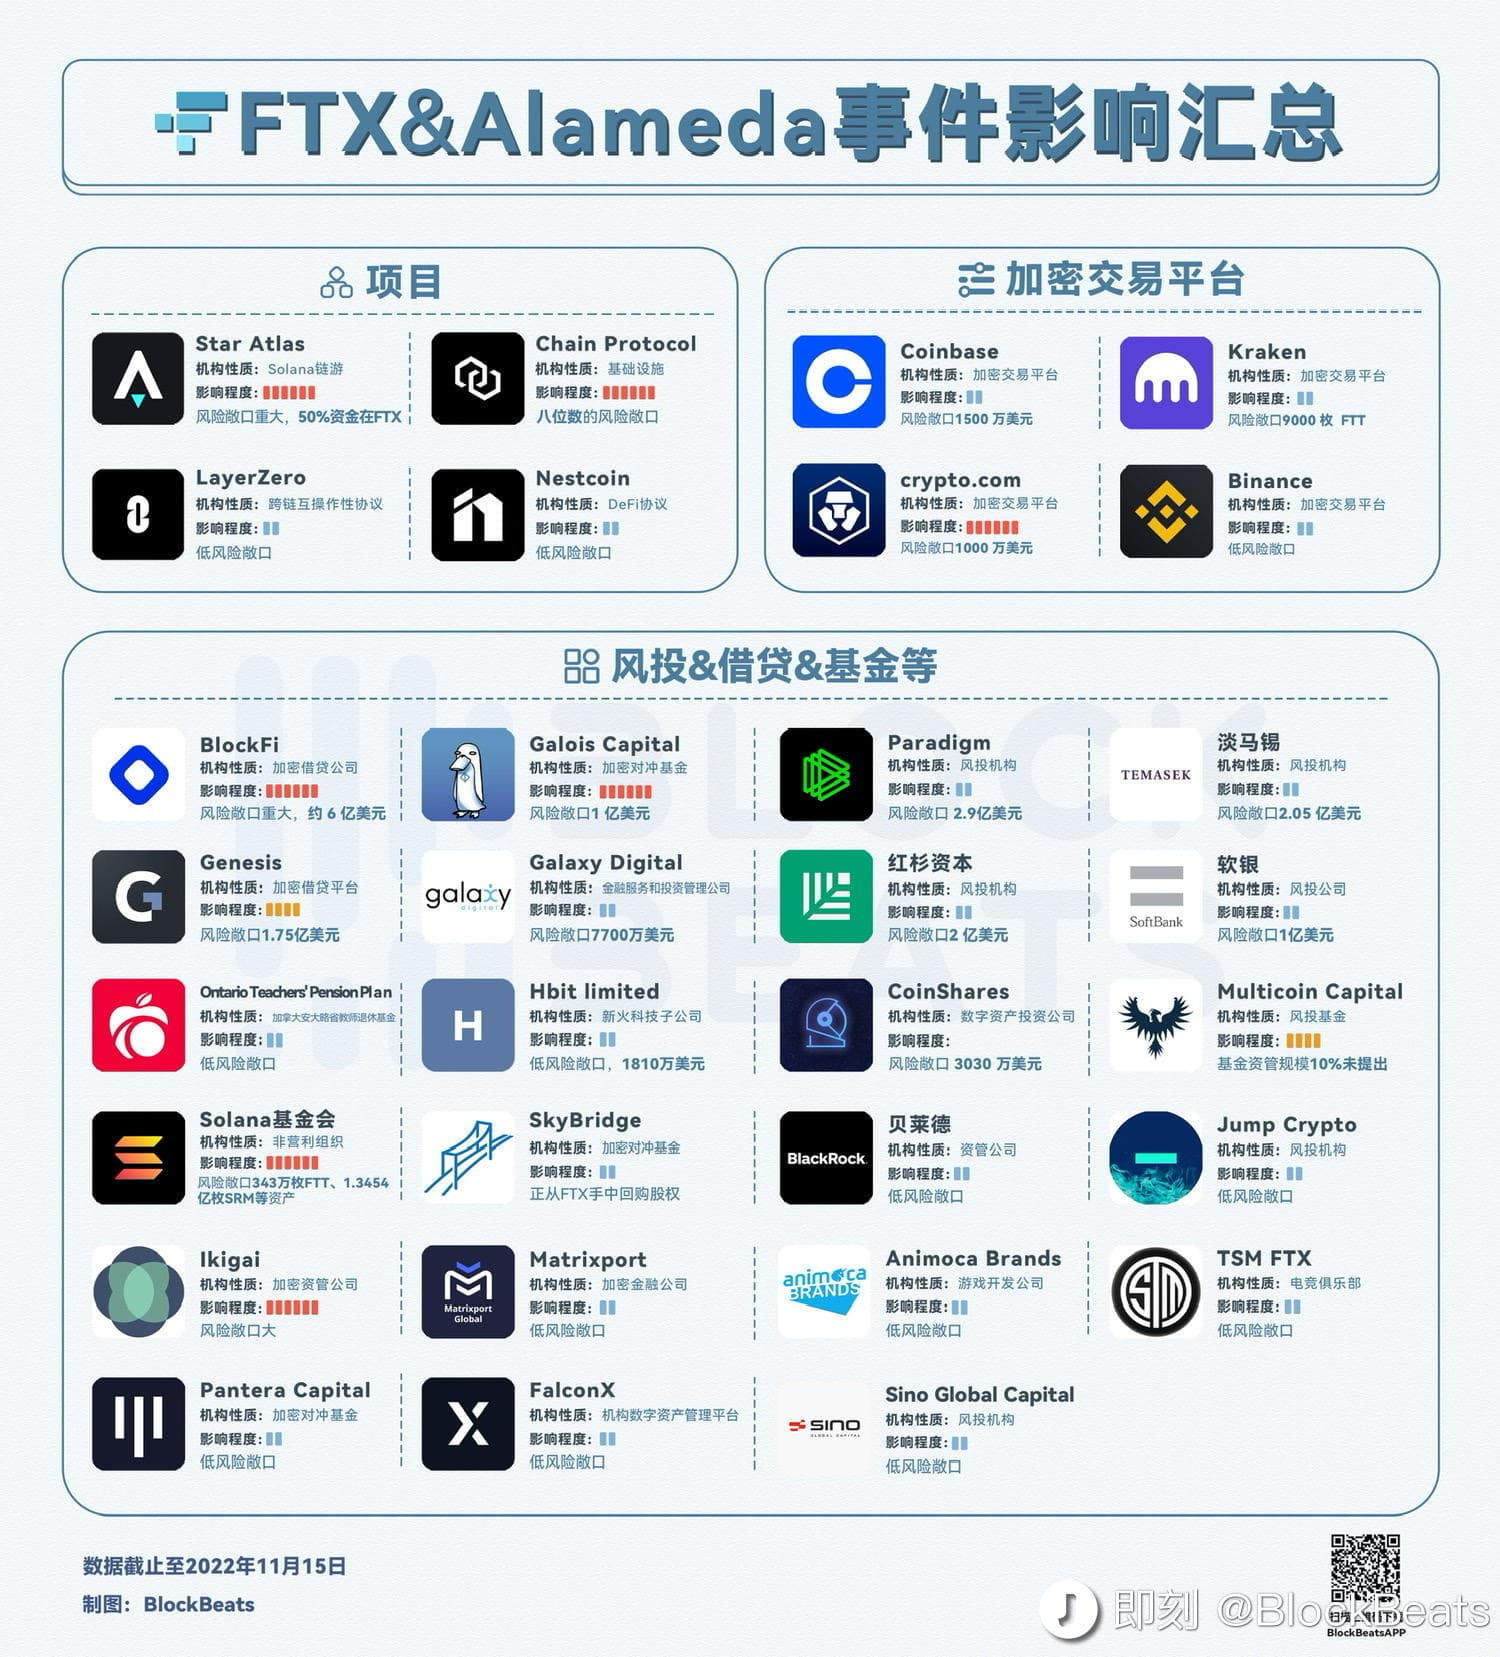 FTX&Alameda事件影响汇总
项目
Star Atlas
机构性质：Solana链游
影响程度：
风险敞口重大，50%资金在FTX
Chain Protocol
机构性质：基础设施
影响程度：
八位数的风险敞口
LayerZero
机构性质：跨链互操作性协议
影响程度：
低风险敞口
Nestcoin
机构性质：DeFi协议
影响程度：
低风险敞口
加密交易平台
Coinbase
机构性质：加密交易平台
影响程度：
风险敞口1500 万美元
Kraken
机构性质：加密交易平台
影响程度：
风险敞口9000 枚 FTT
crypto.com
机构性质：加密交易平台
影响程度：
风险敞口1000 万美元
Binance
机构性质：加密交易平台
影响程度：
低风险敞口
风投&借贷&基金等
BlockFi
机构性质：加密借贷公司
影响程度：
风险敞口重大，约 6 亿美元
Galois Capital
机构性质：加密对冲基金
影响程度：
风险敞口1 亿美元
Paradigm
机构性质：风投机构
影响程度：
风险敞口 2.9亿美元
TEMASEK
淡马锡
机构性质：风投机构
影响程度：
风险敞口2.05 亿美元
Genesis
机构性质：加密借贷平台
影响程度：
风险敞口1.75亿美元
galaxy
digital
Galaxy Digital
机构性质：金融服务和投资管理公司
影响程度：
风险敞口7700万美元
红杉资本
机构性质：风投机构
影响程度：
风险敞口2 亿美元
SoftBank
软银
机构性质：风投公司
影响程度：
风险敞口1亿美元
Ontario Teachers' Pension Plan
机构性质：加拿大安大略省教师退休基金
影响程度：
低风险敞口
H
Hbit limited
机构性质：新火科技子公司
影响程度：
低风险敞口，1810万美元
CoinShares
机构性质：数字资产投资公司
影响程度：
风险敞口 3030 万美元
Multicoin Capital
机构性质：风投基金
影响程度：
基金资管规模10%未提出
Solana基金会
机构性质：非营利组织
影响程度：
风险敞口343万枚FTT、1.3454
亿枚SRM等资产
SkyBridge
机构性质：加密对冲基金
影响程度：
正从FTX手中回购股权
BlackRock
贝莱德
机构性质：资管公司
影响程度：
低风险敞口
Jump Crypto
机构性质：风投机构
影响程度：
低风险敞口
Ikigai
机构性质：加密资管公司
影响程度：
风险敞口大
Matrixport
Global
Matrixport
机构性质：加密金融公司
影响程度：
低风险敞口
animoca
BRANDS
Animoca Brands
机构性质：游戏开发公司
影响程度：
低风险敞口
TSM
TSM FTX
机构性质：电竞俱乐部
影响程度：
低风险敞口
Pantera Capital
机构性质：加密对冲基金
影响程度：
低风险敞口
FalconX
机构性质：机构数字资产管理平台
影响程度：
低风险敞口
SINO
GLOBAL CAPITAL
Sino Global Capital
机构性质：风投机构
影响程度：
低风险敞口
BLOCK
BEATS
数据截止至2022年11月15日
制图：BlockBeats
即刻 @BlockBeats
BlockBeatsAPP